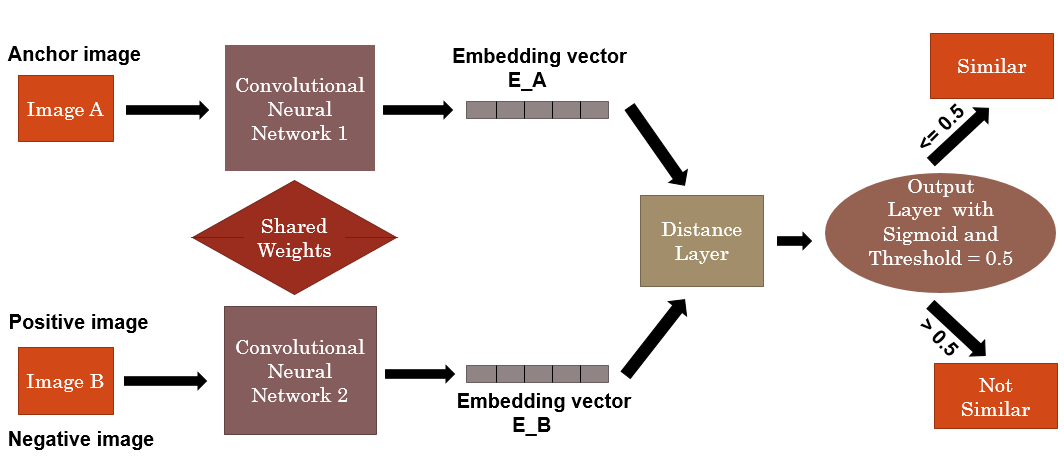 Anchor image
Image A
Convolutional
Neural
Network 1
Embedding vector
E_A
Similar
<= 0.5
Shared
Weights
Distance
Layer
Output
Layer with
Sigmoid and
Threshold = 0.5
> 0.5
Positive image
Image B
Negative image
Convolutional
Neural
Network 2
Embedding vector
E_B
Not
Similar